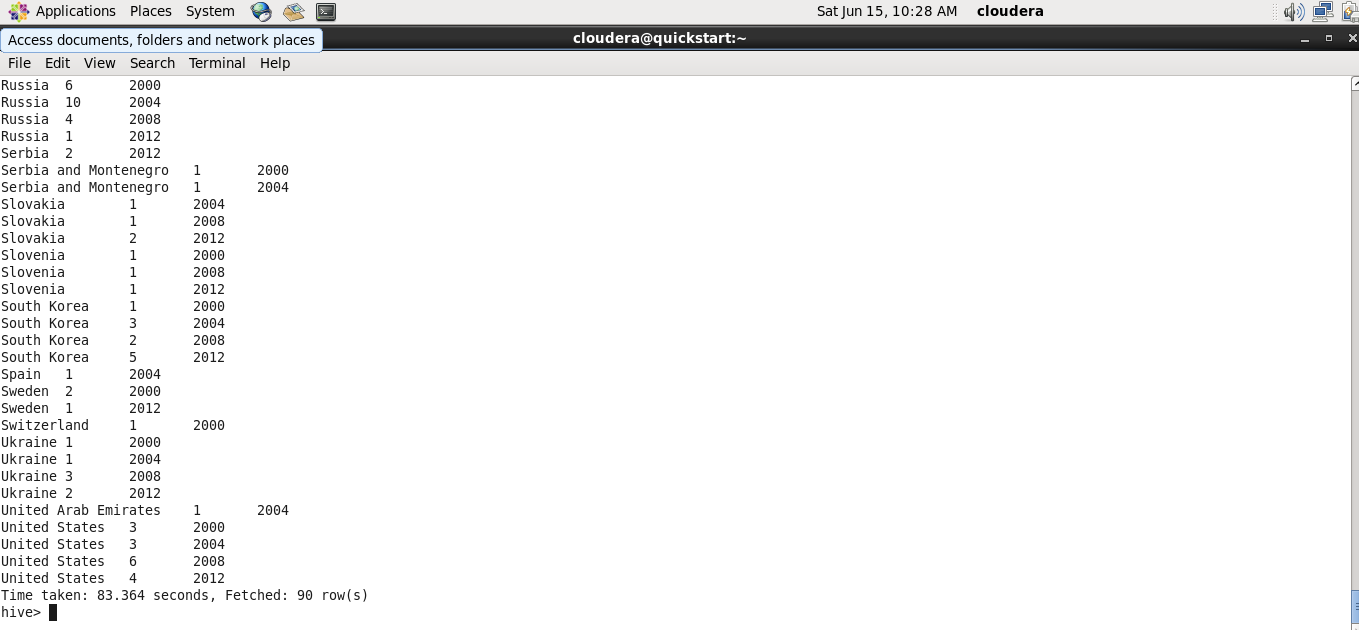 Applications Places System Sat Jun 15, 10:28 AM cloudera
Access documents, folders and network places cloudera@quickstart:~
File Edit View Search Terminal Help
Russia 6 2000
Russia 10 2004
Russia 4 2008
Russia 1 2012
Serbia 2 2012
Serbia and Montenegro 1 2000
Serbia and Montenegro 1 2004
Slovakia 1 2004
Slovakia 1 2008
Slovakia 2 2012
Slovenia 1 2000
Slovenia 1 2008
Slovenia 1 2012
South Korea 1 2000
South Korea 3 2004
South Korea 2 2008
South Korea 5 2012
Spain 1 2004
Sweden 2 2000
Sweden 1 2012
Switzerland 1 2000
Ukraine 1 2000
Ukraine 1 2004
Ukraine 3 2008
Ukraine 2 2012
United Arab Emirates 1 2004
United States 3 2000
United States 3 2004
United States 6 2008
United States 4 2012
Time taken: 83.364 seconds, Fetched: 90 row(s)
hive>